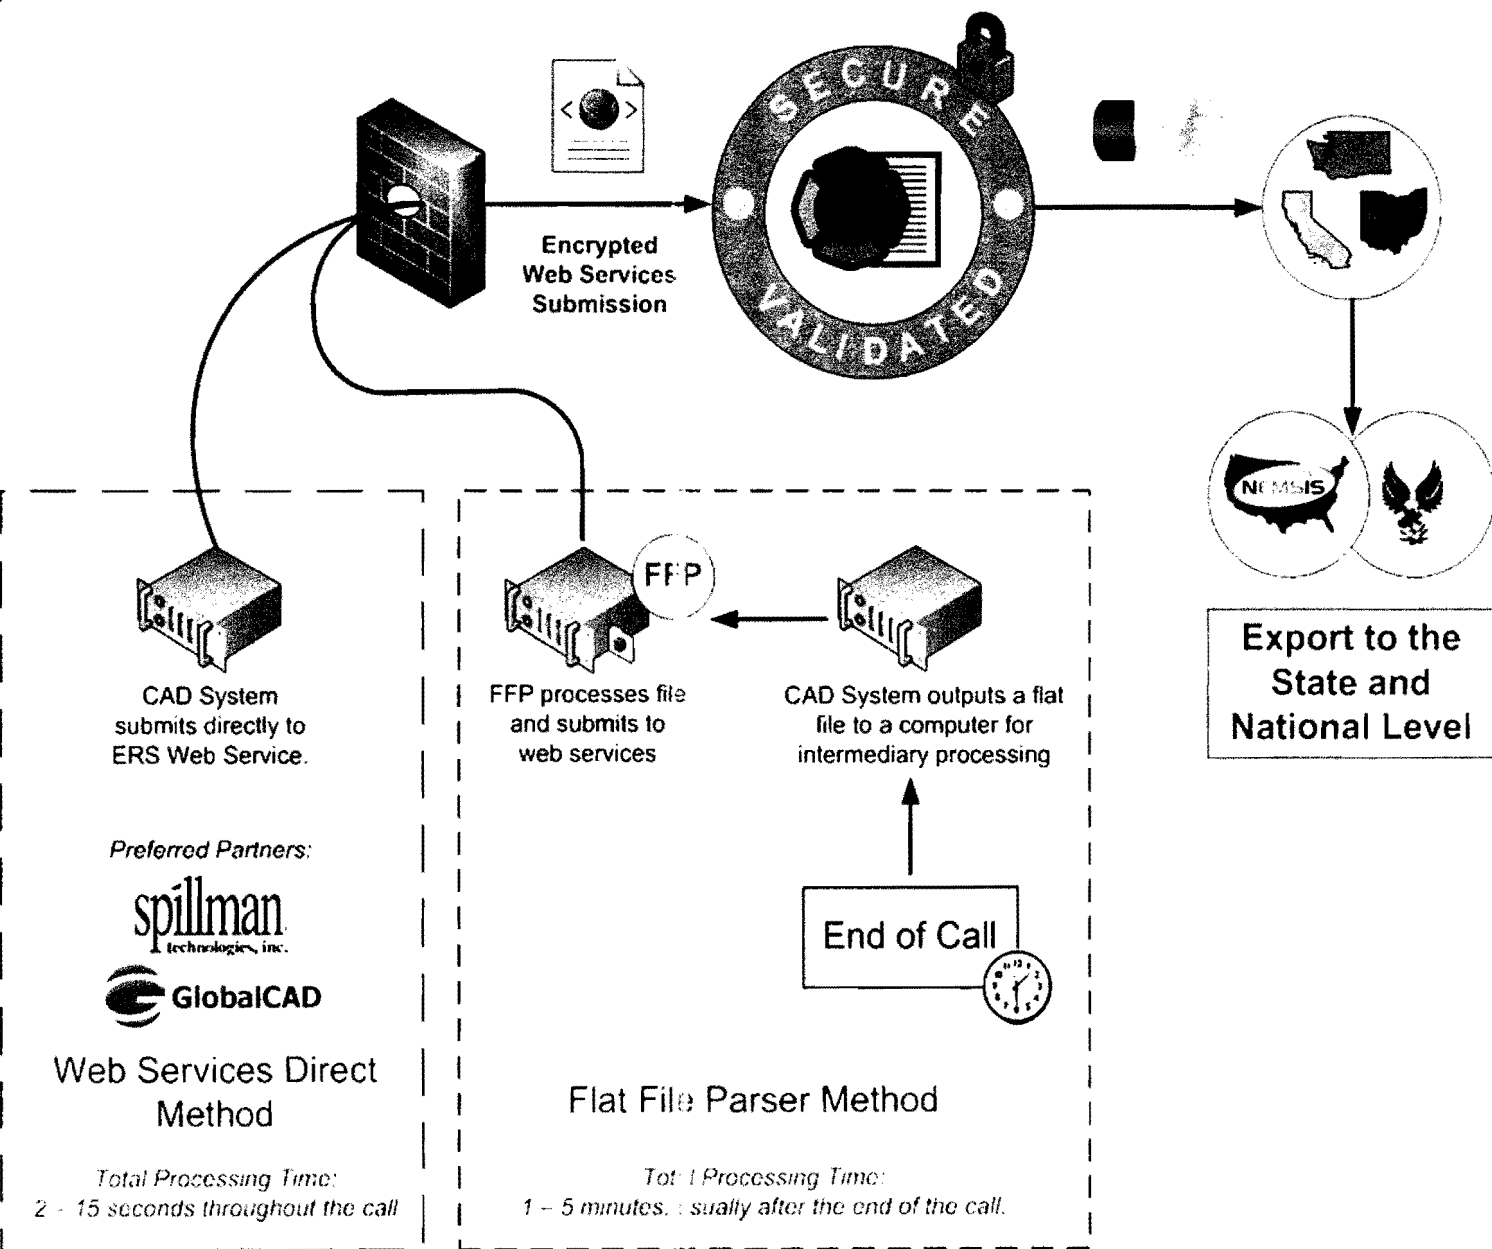 SECURE
VALIDATED
< >
Encrypted
Web Services
Submission
NEMSIS
Export to the
State and
National Level
FFP
CAD System
submits directly to
ERS Web Service.
FFP processes file
and submits to
web services
CAD System outputs a flat
file to a computer for
intermediary processing
Preferred Partners:
spillman
technologies, inc.
GlobalCAD
End of Call
Web Services Direct
Method
Flat File Parser Method
Total Processing Time:
2 - 15 seconds throughout the call
Processing Time:
1 – 5 minutes, after the end of the call.